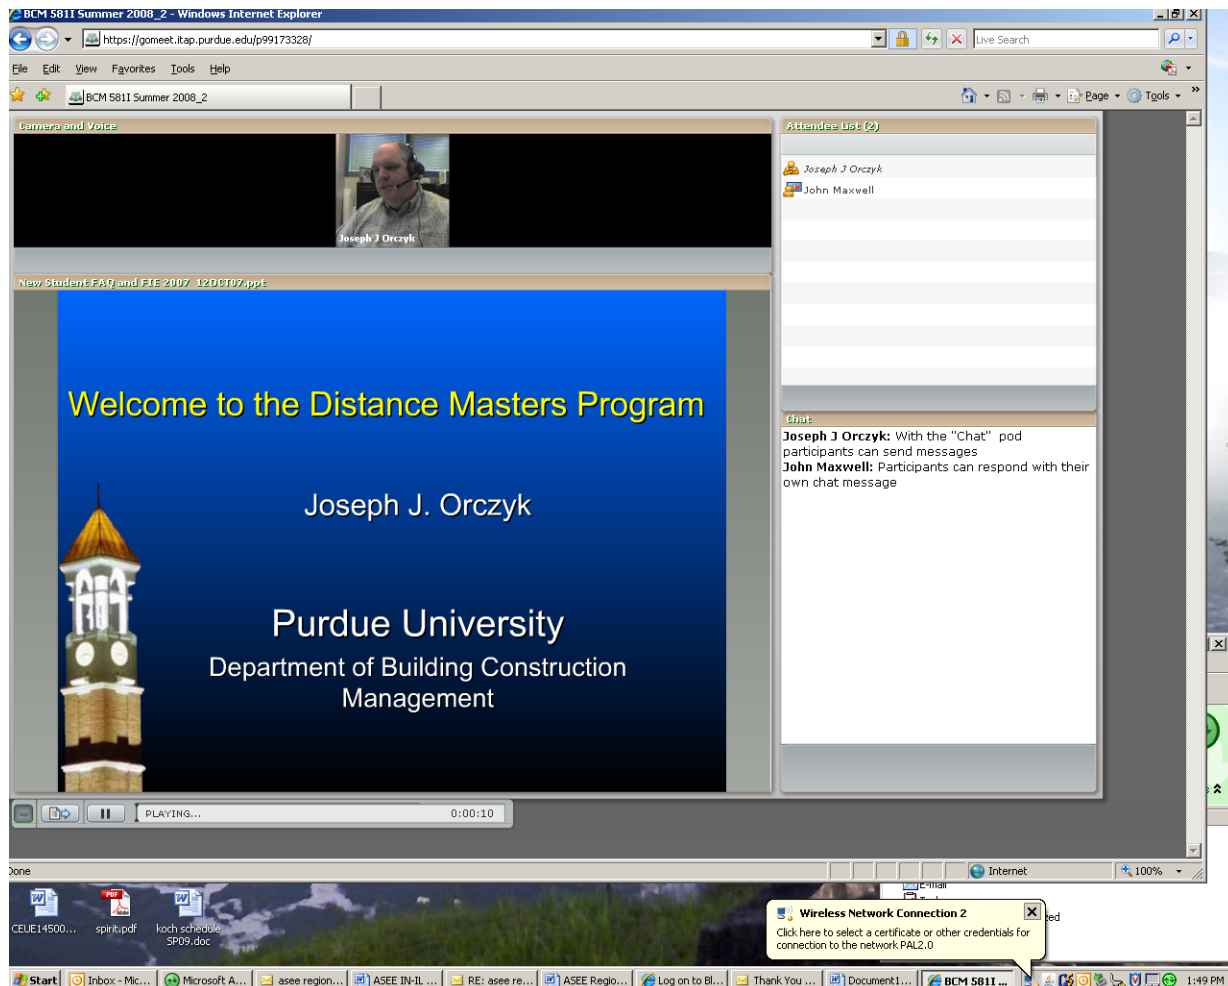 BCM 581I Summer 2008_2 - Windows Internet Explorer
https://gomeet.itap.purdue.edu/p99173328/
Live Search
File Edit View Favorites Tools Help
BCM 581I Summer 2008_2
Page Tools
Camera and Voice
Joseph J Orczyk
Attendee List (2)
Joseph J Orczyk
John Maxwell
New Student FAQ and FIE 2007 12OCT07.ppt
Welcome to the Distance Masters Program
Joseph J. Orczyk
Purdue University
Department of Building Construction
Management
Chat
Joseph J Orczyk: With the "Chat" pod
participants can send messages
John Maxwell: Participants can respond with their
own chat message
PLAYING... 0:00:10
Done
Internet
100%
E-mail
CEUE14500...
spirit.pdf
koch schedule
SP09.doc
Wireless Network Connection 2
Click here to select a certificate or other credentials for
connection to the network PAL2.0
zed
Start
Inbox - Mic...
Microsoft A...
asee region...
ASEE IN-IL ...
RE: asee re...
ASEE Regio...
Log on to Bl...
Thank You ...
Document1...
BCM 581I ...
1:49 PM